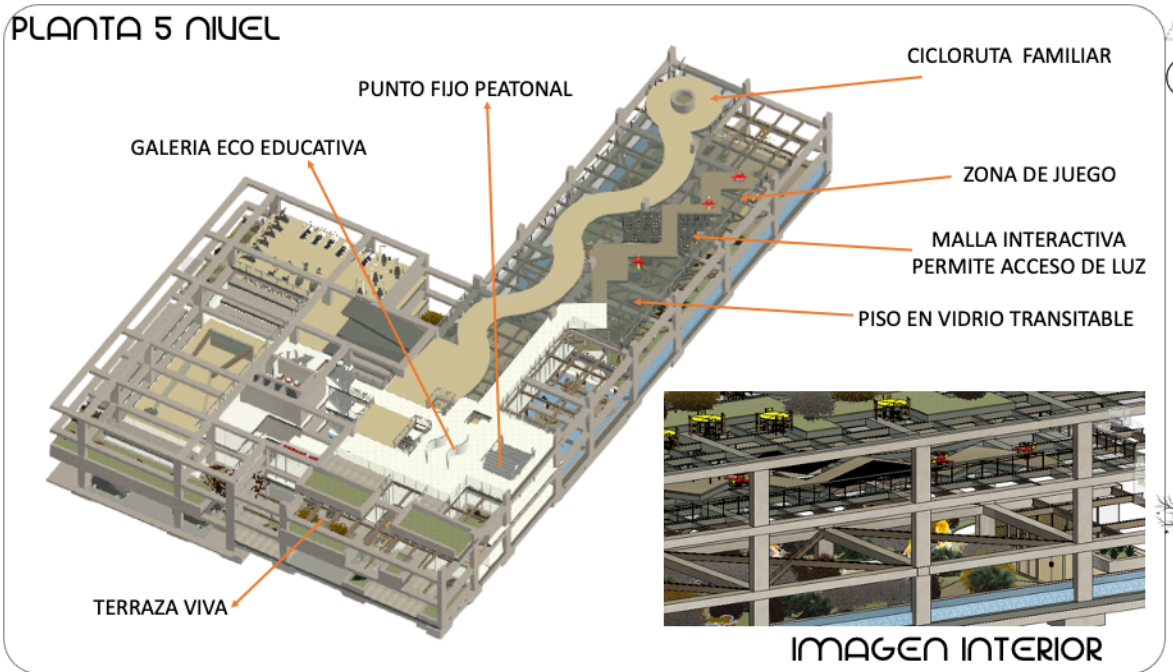 PLANTA 5 NIVEL
CICLORUTA FAMILIAR
PUNTO FIJO PEATONAL
GALERIA ECO EDUCATIVA
ZONA DE JUEGO
MALLA INTERACTIVA
PERMITE ACCESO DE LUZ
PISO EN VIDRIO TRANSITABLE
TERRAZA VIVA
IMAGEN INTERIOR